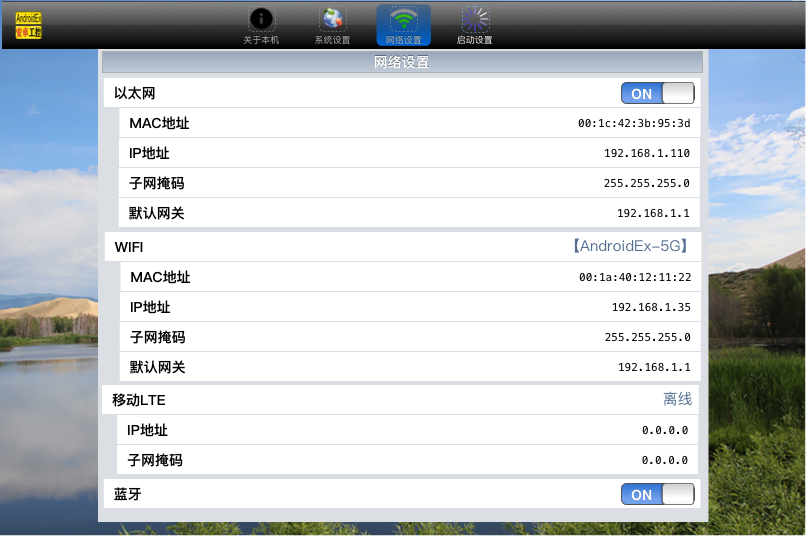 AndroidEx
安卓工控
关于本机
系统设置
网络设置
启动设置
网络设置
以太网 ON
MAC地址 00:1c:42:3b:95:3d
IP地址 192.168.1.110
子网掩码 255.255.255.0
默认网关 192.168.1.1
WIFI 【AndroidEx-5G】
MAC地址 00:1a:40:12:11:22
IP地址 192.168.1.35
子网掩码 255.255.255.0
默认网关 192.168.1.1
移动LTE 离线
IP地址 0.0.0.0
子网掩码 0.0.0.0
蓝牙 ON